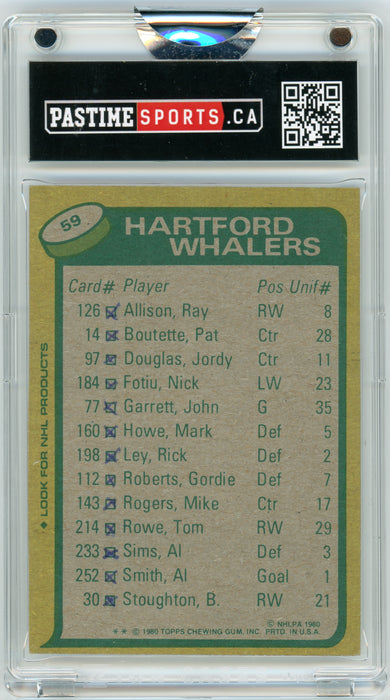 PASTIME SPORTS.CA
59
HARTFORD
WHALERS
Card# Player Pos Unif#
126 Allison, Ray RW 8
14 Boutette, Pat Ctr 28
97 Douglas, Jordy Ctr 11
184 Fotiu, Nick LW 23
77 Garrett, John G 35
160 Howe, Mark Def 5
198 Ley, Rick Def 2
112 Roberts, Gordie Def 7
143 Rogers, Mike Ctr 17
214 Rowe, Tom RW 29
233 Sims, Al Def 3
252 Smith, Al Goal 1
30 Stoughton, B. RW 21
© NHLPA 1980
** © 1980 TOPPS CHEWING GUM, INC. PRTD. IN U.S.A.
◆ LOOK FOR NHL PRODUCTS